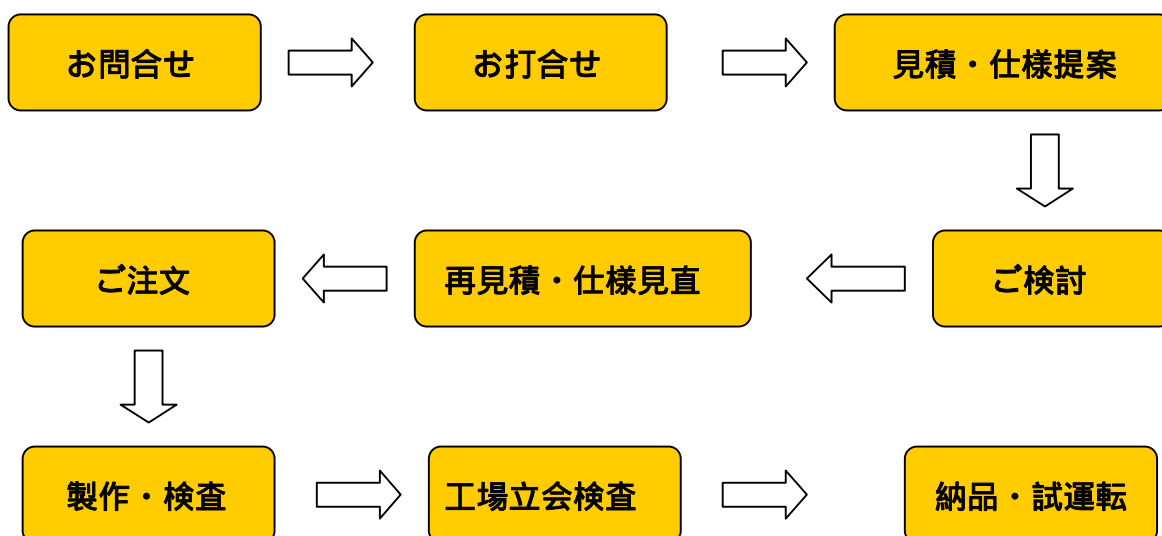 お問合せ
お打合せ
見積・仕様提案
ご検討
再見積・仕様見直
ご注文
製作・検査
工場立会検査
納品・試運転